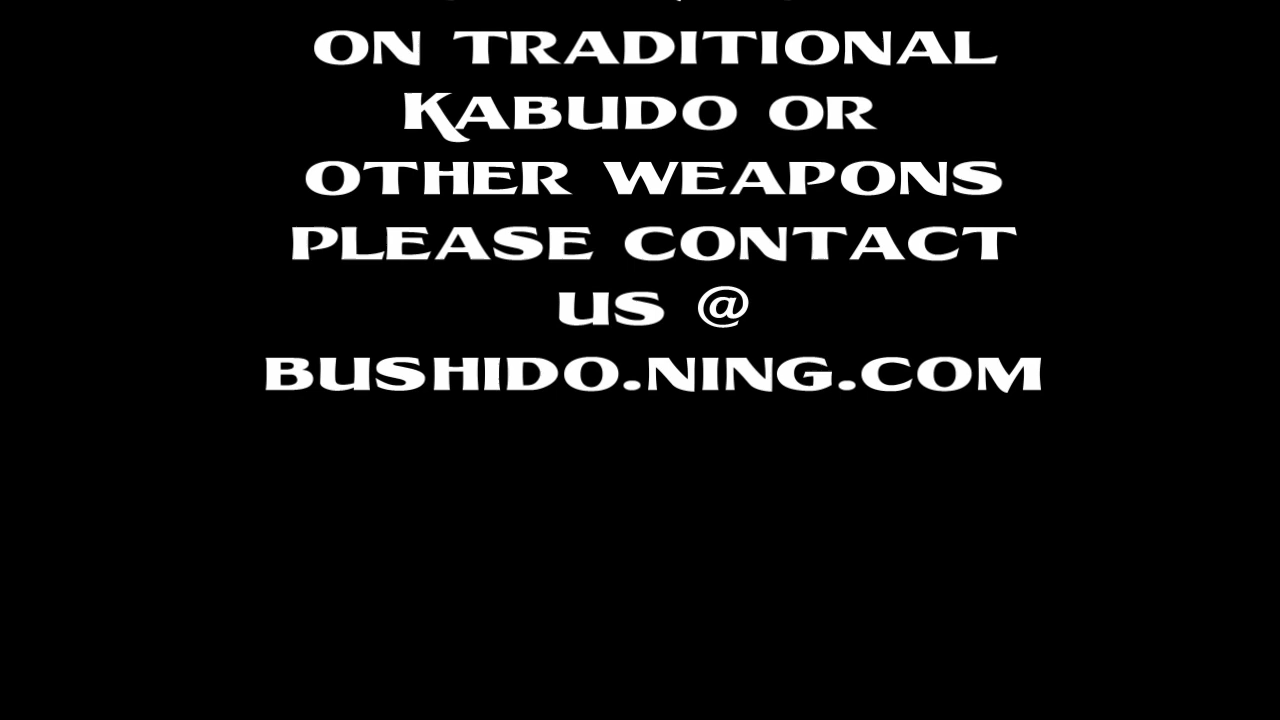 ON TRADITIONAL
KABUDO OR
OTHER WEAPONS
PLEASE CONTACT
US @
BUSHIDO.NING.COM